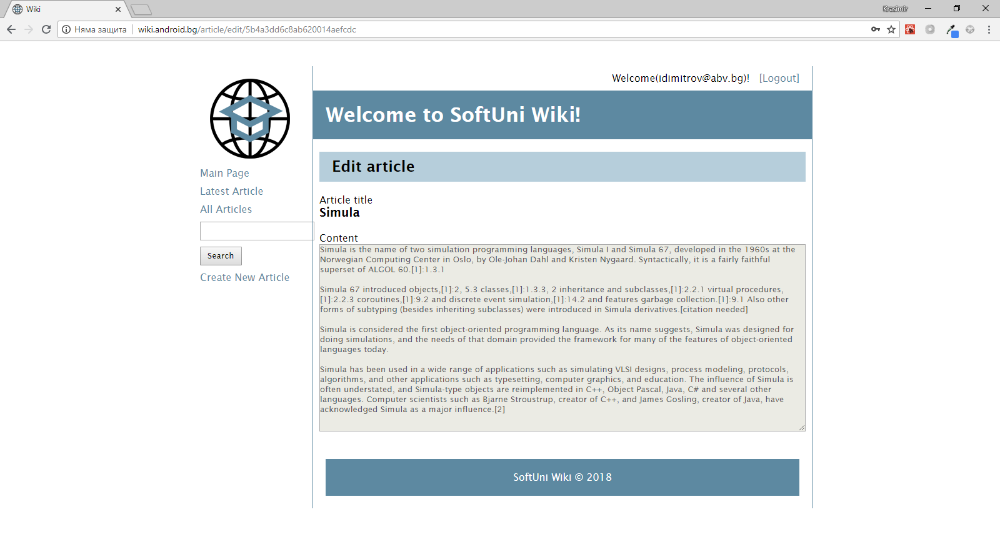 Wiki
Krasimir
Няма защита
wiki.android.bg/article/edit/5b4a3dd6c8ab620014aefcdc
Welcome(idimitrov@abv.bg)! [Logout]
Welcome to SoftUni Wiki!
Main Page
Latest Article
All Articles
Search
Create New Article
Edit article
Article title
Simula
Content
Simula is the name of two simulation programming languages, Simula I and Simula 67, developed in the 1960s at the
Norwegian Computing Center in Oslo, by Ole-Johan Dahl and Kristen Nygaard. Syntactically, it is a fairly faithful
superset of ALGOL 60.[1]:1.3.1
Simula 67 introduced objects,[1]:2, 5.3 classes,[1]:1.3.3, 2 inheritance and subclasses,[1]:2.2.1 virtual procedures,
[1]:2.2.3 coroutines,[1]:9.2 and discrete event simulation,[1]:14.2 and features garbage collection.[1]:9.1 Also other
forms of subtyping (besides inheriting subclasses) were introduced in Simula derivatives.[citation needed]
Simula is considered the first object-oriented programming language. As its name suggests, Simula was designed for
doing simulations, and the needs of that domain provided the framework for many of the features of object-oriented
languages today.
Simula has been used in a wide range of applications such as simulating VLSI designs, process modeling, protocols,
algorithms, and other applications such as typesetting, computer graphics, and education. The influence of Simula is
often understated, and Simula-type objects are reimplemented in C++, Object Pascal, Java, C# and several other
languages. Computer scientists such as Bjarne Stroustrup, creator of C++, and James Gosling, creator of Java, have
acknowledged Simula as a major influence.[2]
SoftUni Wiki © 2018